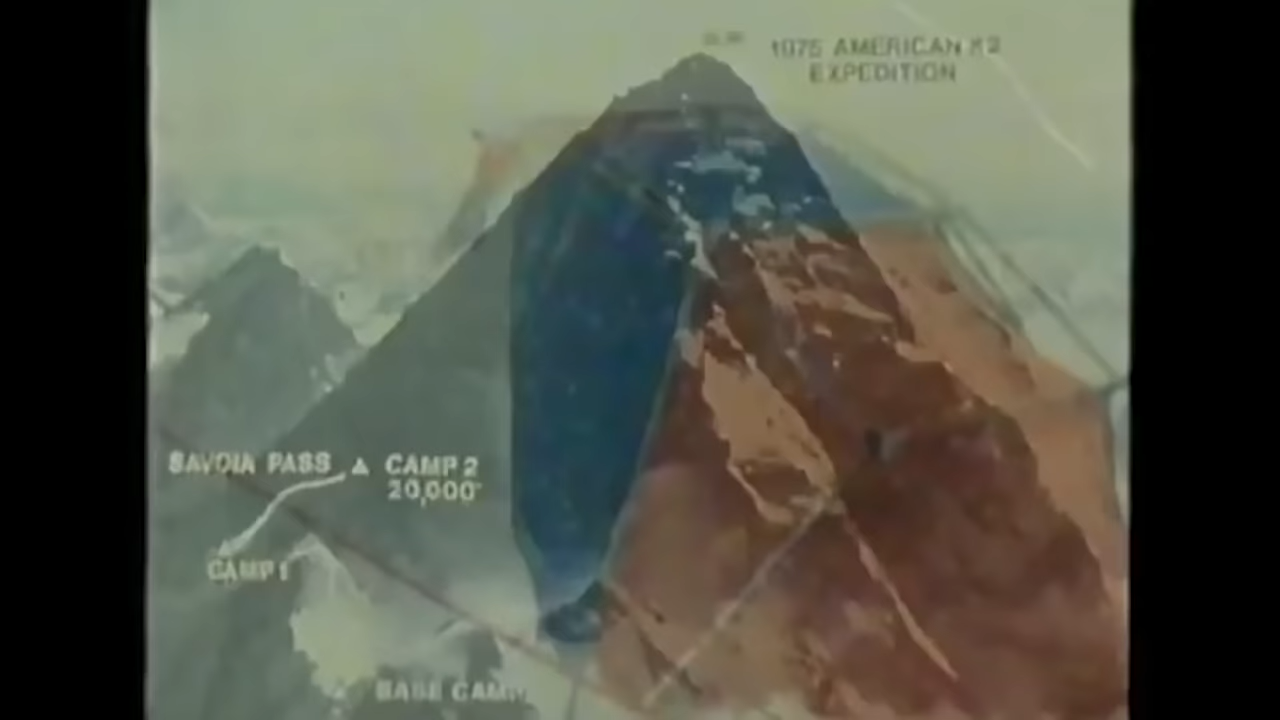 1975 AMERICAN K2
EXPEDITION
SAVOIA PASS
CAMP 2
20,000'
CAMP 1
BASE CAMP